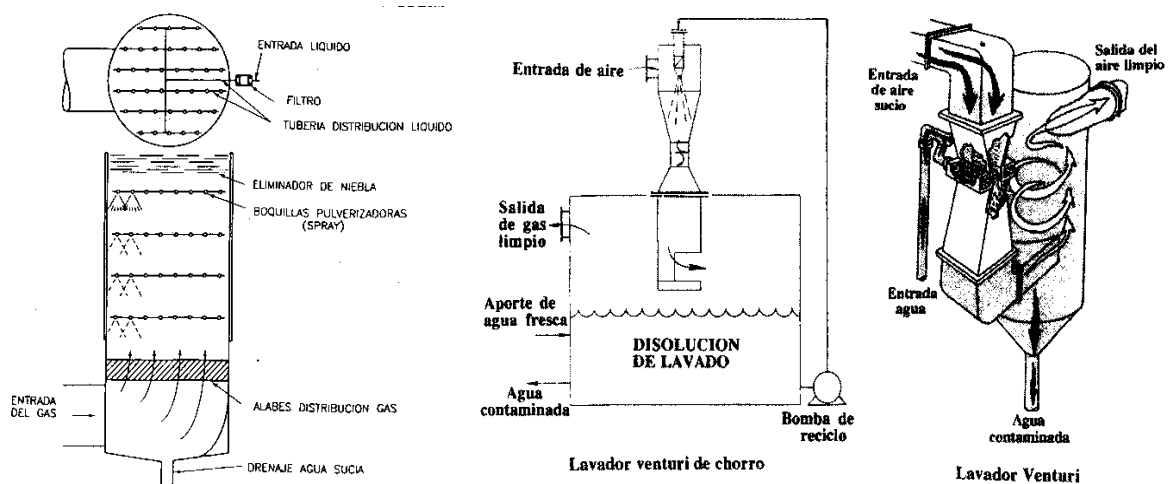 ENTRADA LIQUIDO
FILTRO
TUBERIA DISTRIBUCION LIQUIDO
ELIMINADOR DE NIEBLA
BOQUILLAS PULVERIZADORAS
(SPRAY)
ENTRADA
DEL GAS
ALABES DISTRIBUCION GAS
DRENAJE AGUA SUCIA
Entrada de aire
Salida
de gas
limpio
Aporte de
agua fresca
DISOLUCION
DE LAVADO
Agua
contaminada
Bomba de
reciclo
Lavador venturi de chorro
Entrada
de aire
sucio
Salida del
aire limpio
Entrada
agua
Agua
contaminada
Lavador Venturi